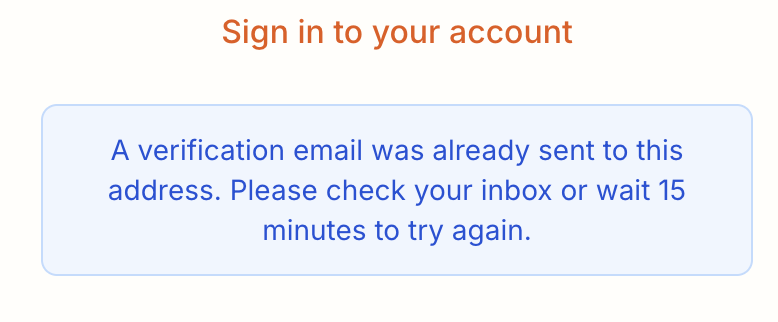 Sign in to your account
A verification email was already sent to this
address. Please check your inbox or wait 15
minutes to try again.